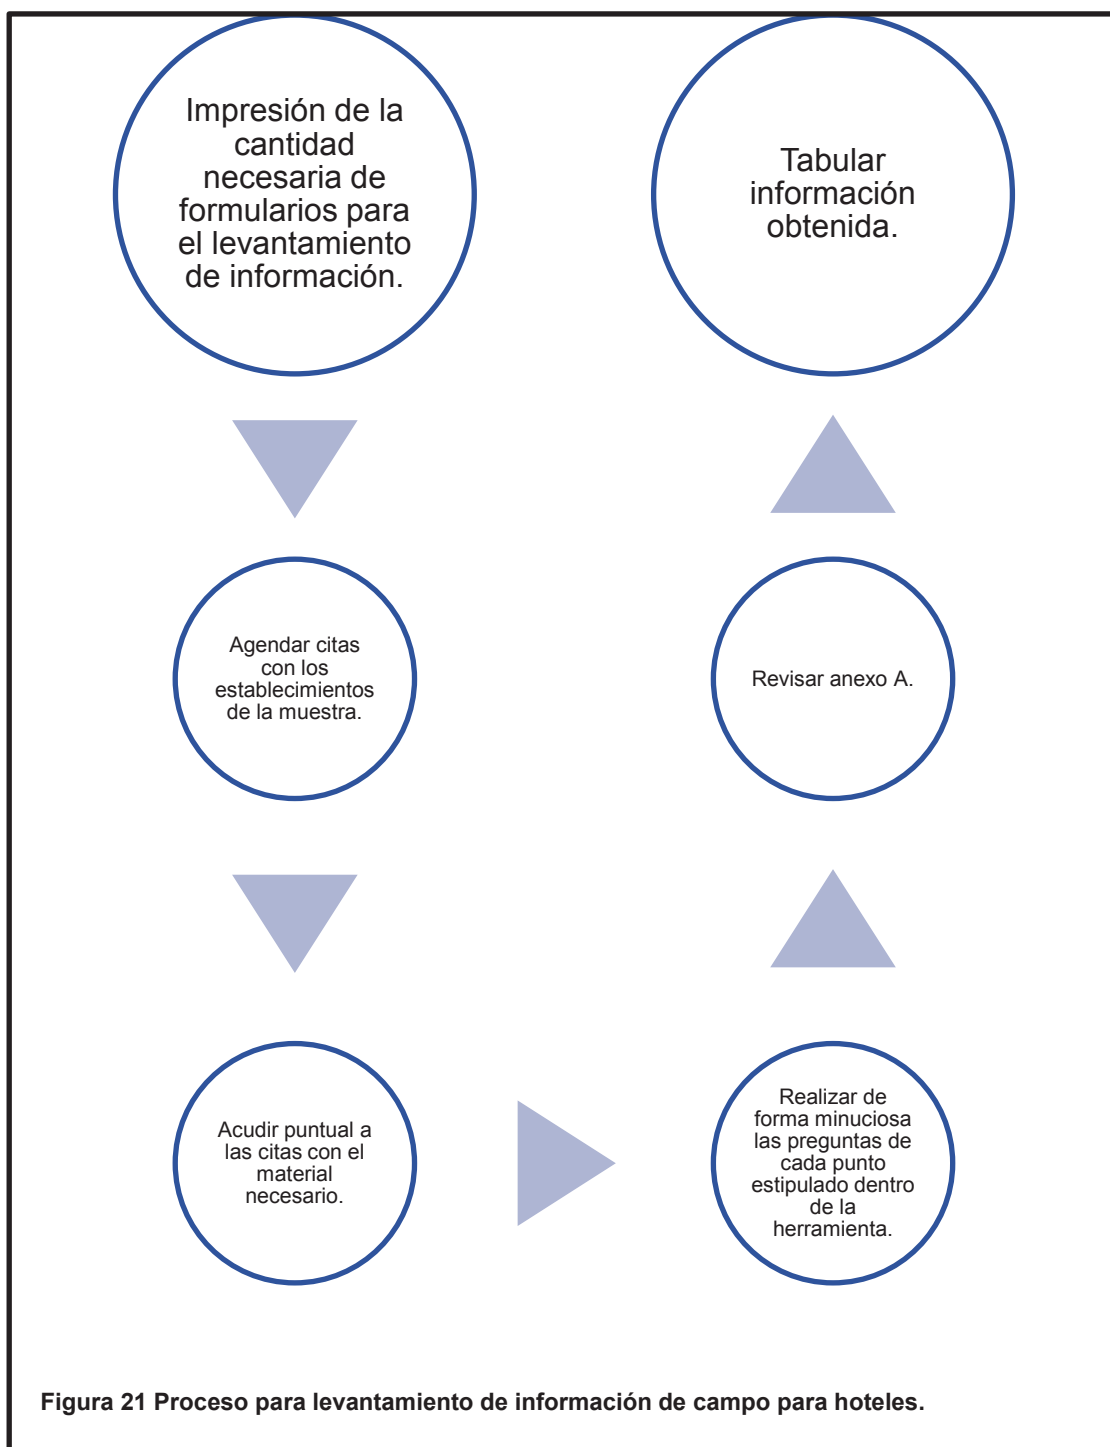 Impresión de la
cantidad
necesaria de
formularios para
el levantamiento
de información.
Agendar citas
con los
establecimientos
de la muestra.
Acudir puntual a
las citas con el
material
necesario.
Realizar de
forma minuciosa
las preguntas de
cada punto
estipulado dentro
de la
herramienta.
Revisar anexo A.
Tabular
información
obtenida.
Figura 21 Proceso para levantamiento de información de campo para hoteles.